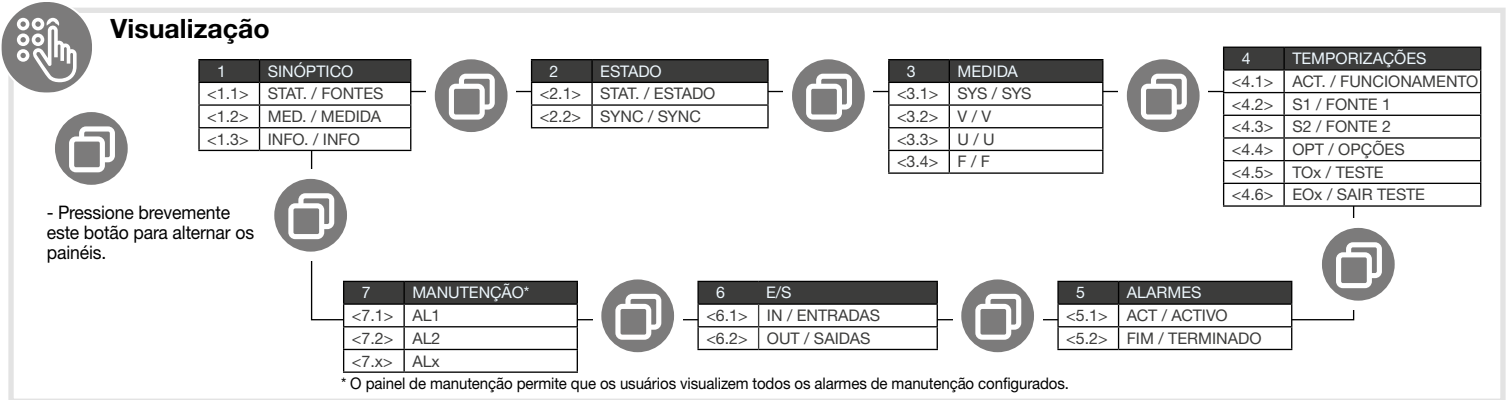 Visualização
1 SINÓPTICO
<1.1> STAT. / FONTES
<1.2> MED. / MEDIDA
<1.3> INFO. / INFO
2 ESTADO
<2.1> STAT. / ESTADO
<2.2> SYNC / SYNC
3 MEDIDA
<3.1> SYS / SYS
<3.2> V / V
<3.3> U / U
<3.4> F / F
4 TEMPORIZAÇÕES
<4.1> ACT. / FUNCIONAMENTO
<4.2> S1 / FONTE 1
<4.3> S2 / FONTE 2
<4.4> OPT / OPÇÕES
<4.5> TOx / TESTE
<4.6> EOx / SAIR TESTE
- Pressione brevemente
este botão para alternar os
painéis.
7 MANUTENÇÃO*
<7.1> AL1
<7.2> AL2
<7.x> ALx
6 E/S
<6.1> IN / ENTRADAS
<6.2> OUT / SAIDAS
5 ALARMES
<5.1> ACT / ACTIVO
<5.2> FIM / TERMINADO
* O painel de manutenção permite que os usuários visualizem todos os alarmes de manutenção configurados.